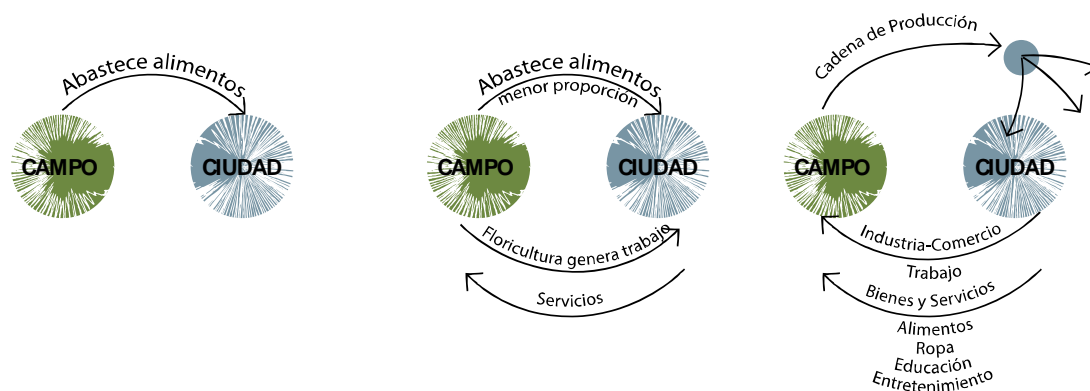 Abastece alimentos
CAMPO
CIUDAD
Abastece alimentos
menor proporción
CAMPO
CIUDAD
Floricultura genera trabajo
Servicios
Cadena de Producción
CAMPO
CIUDAD
Industria-Comercio
Trabajo
Bienes y Servicios
Alimentos
Ropa
Educación
Entretenimiento